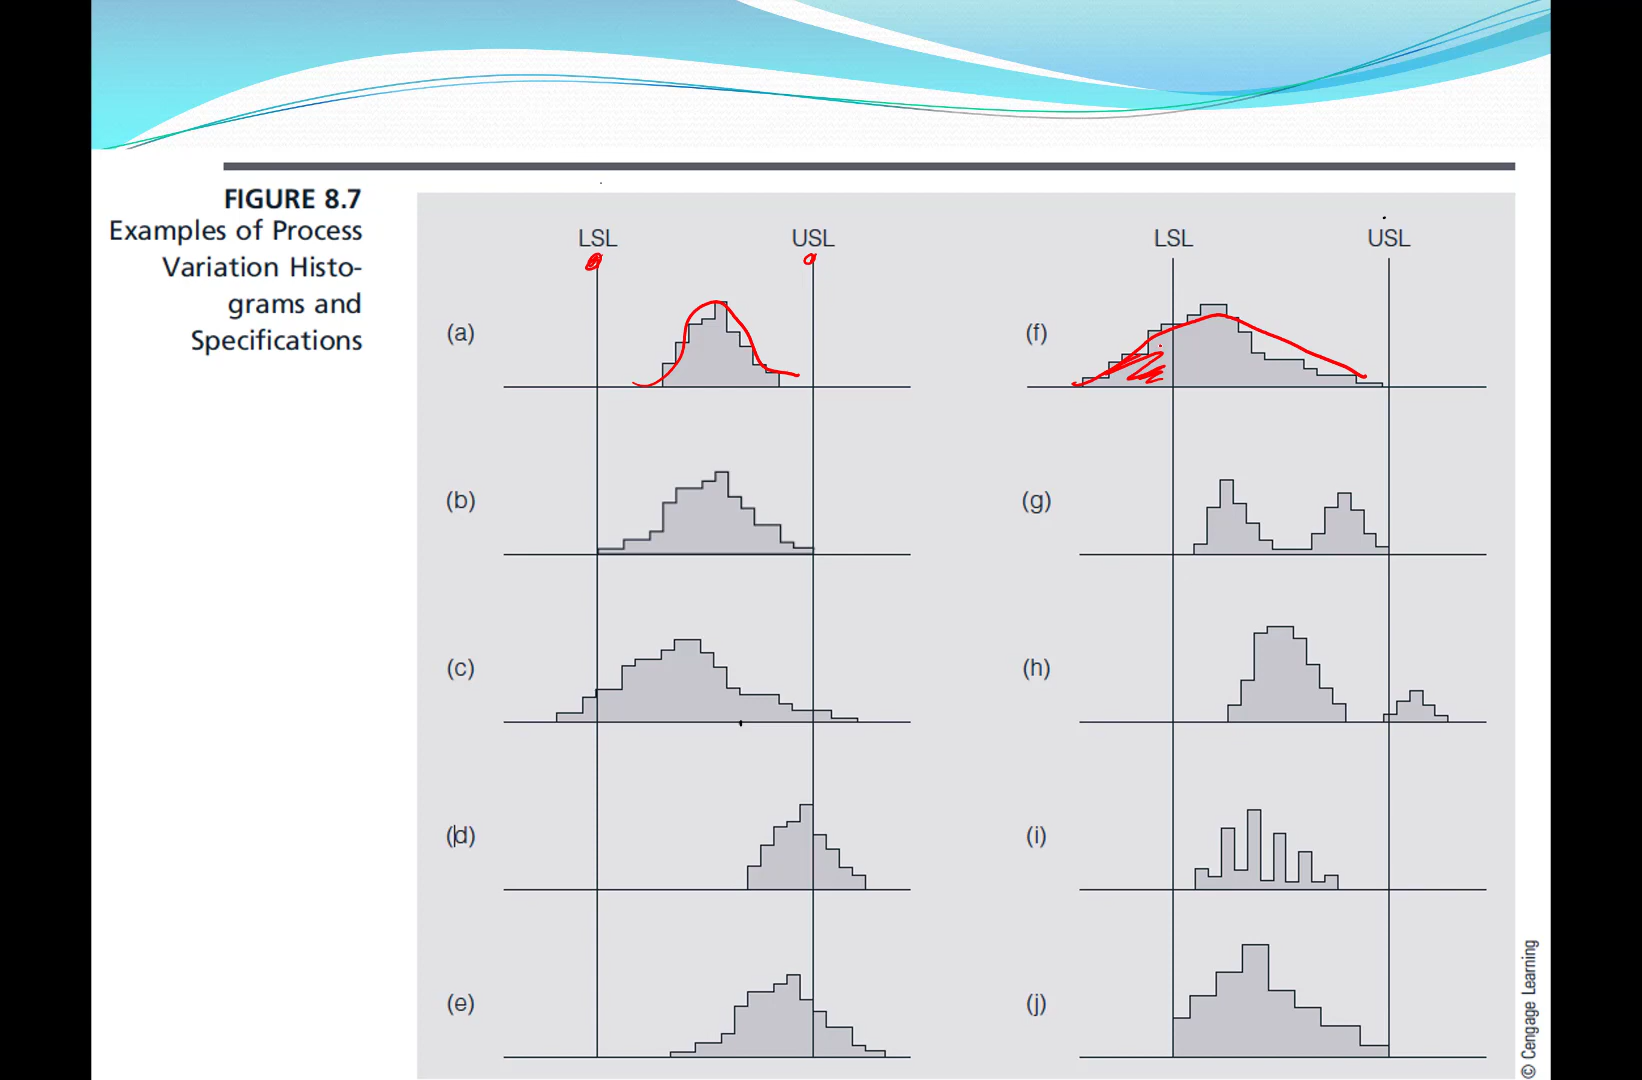 FIGURE 8.7
Examples of Process
Variation Histo-
grams and
Specifications
LSL USL
LSL USL
(a)
(b)
(c)
(d)
(e)
(f)
(g)
(h)
(i)
(j)
© Cengage Learning